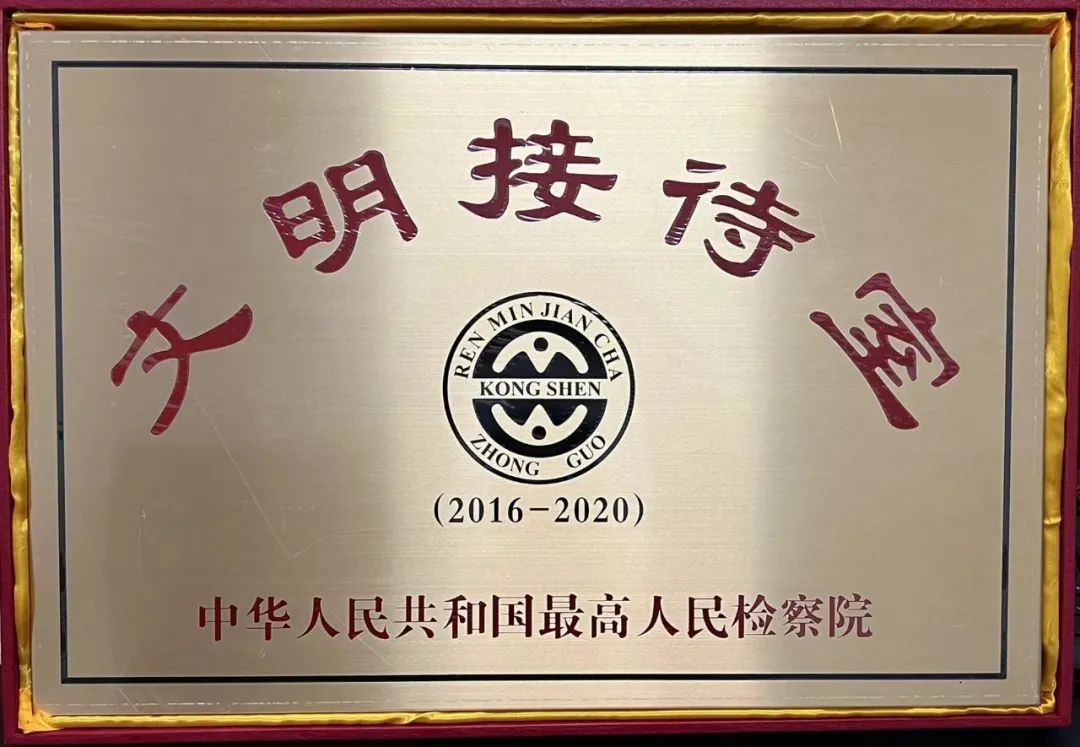 文明接待室
REN MIN JIAN CHA
KONG SHEN
ZHONG GUO
(2016-2020)
中华人民共和国最高人民检察院